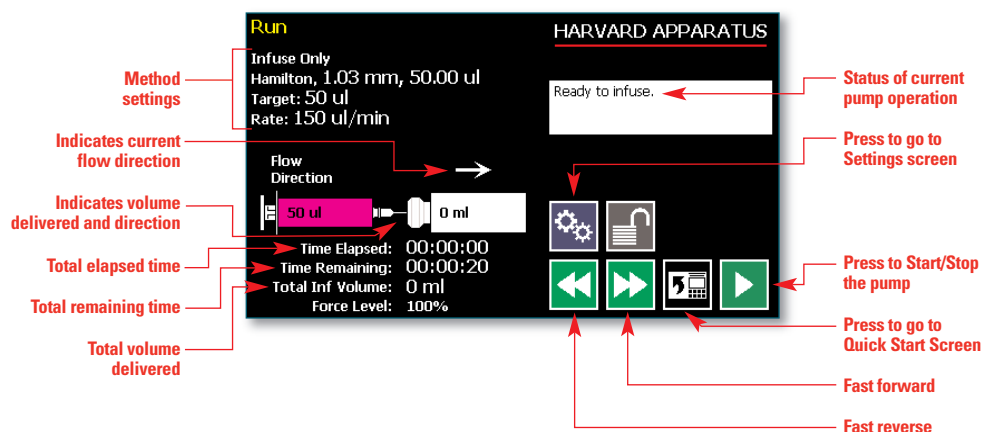 Run
HARVARD APPARATUS
Infuse Only
Hamilton, 1.03 mm, 50.00 ul
Target: 50 ul
Rate: 150 ul/min
Ready to infuse.
Flow
Direction
50 ul
0 ml
Time Elapsed: 00:00:00
Time Remaining: 00:00:20
Total Inf Volume: 0 ml
Force Level: 100%
Method
settings
Indicates current
flow direction
Indicates volume
delivered and direction
Total elapsed time
Total remaining time
Total volume
delivered
Status of current
pump operation
Press to go to
Settings screen
Press to Start/Stop
the pump
Press to go to
Quick Start Screen
Fast forward
Fast reverse